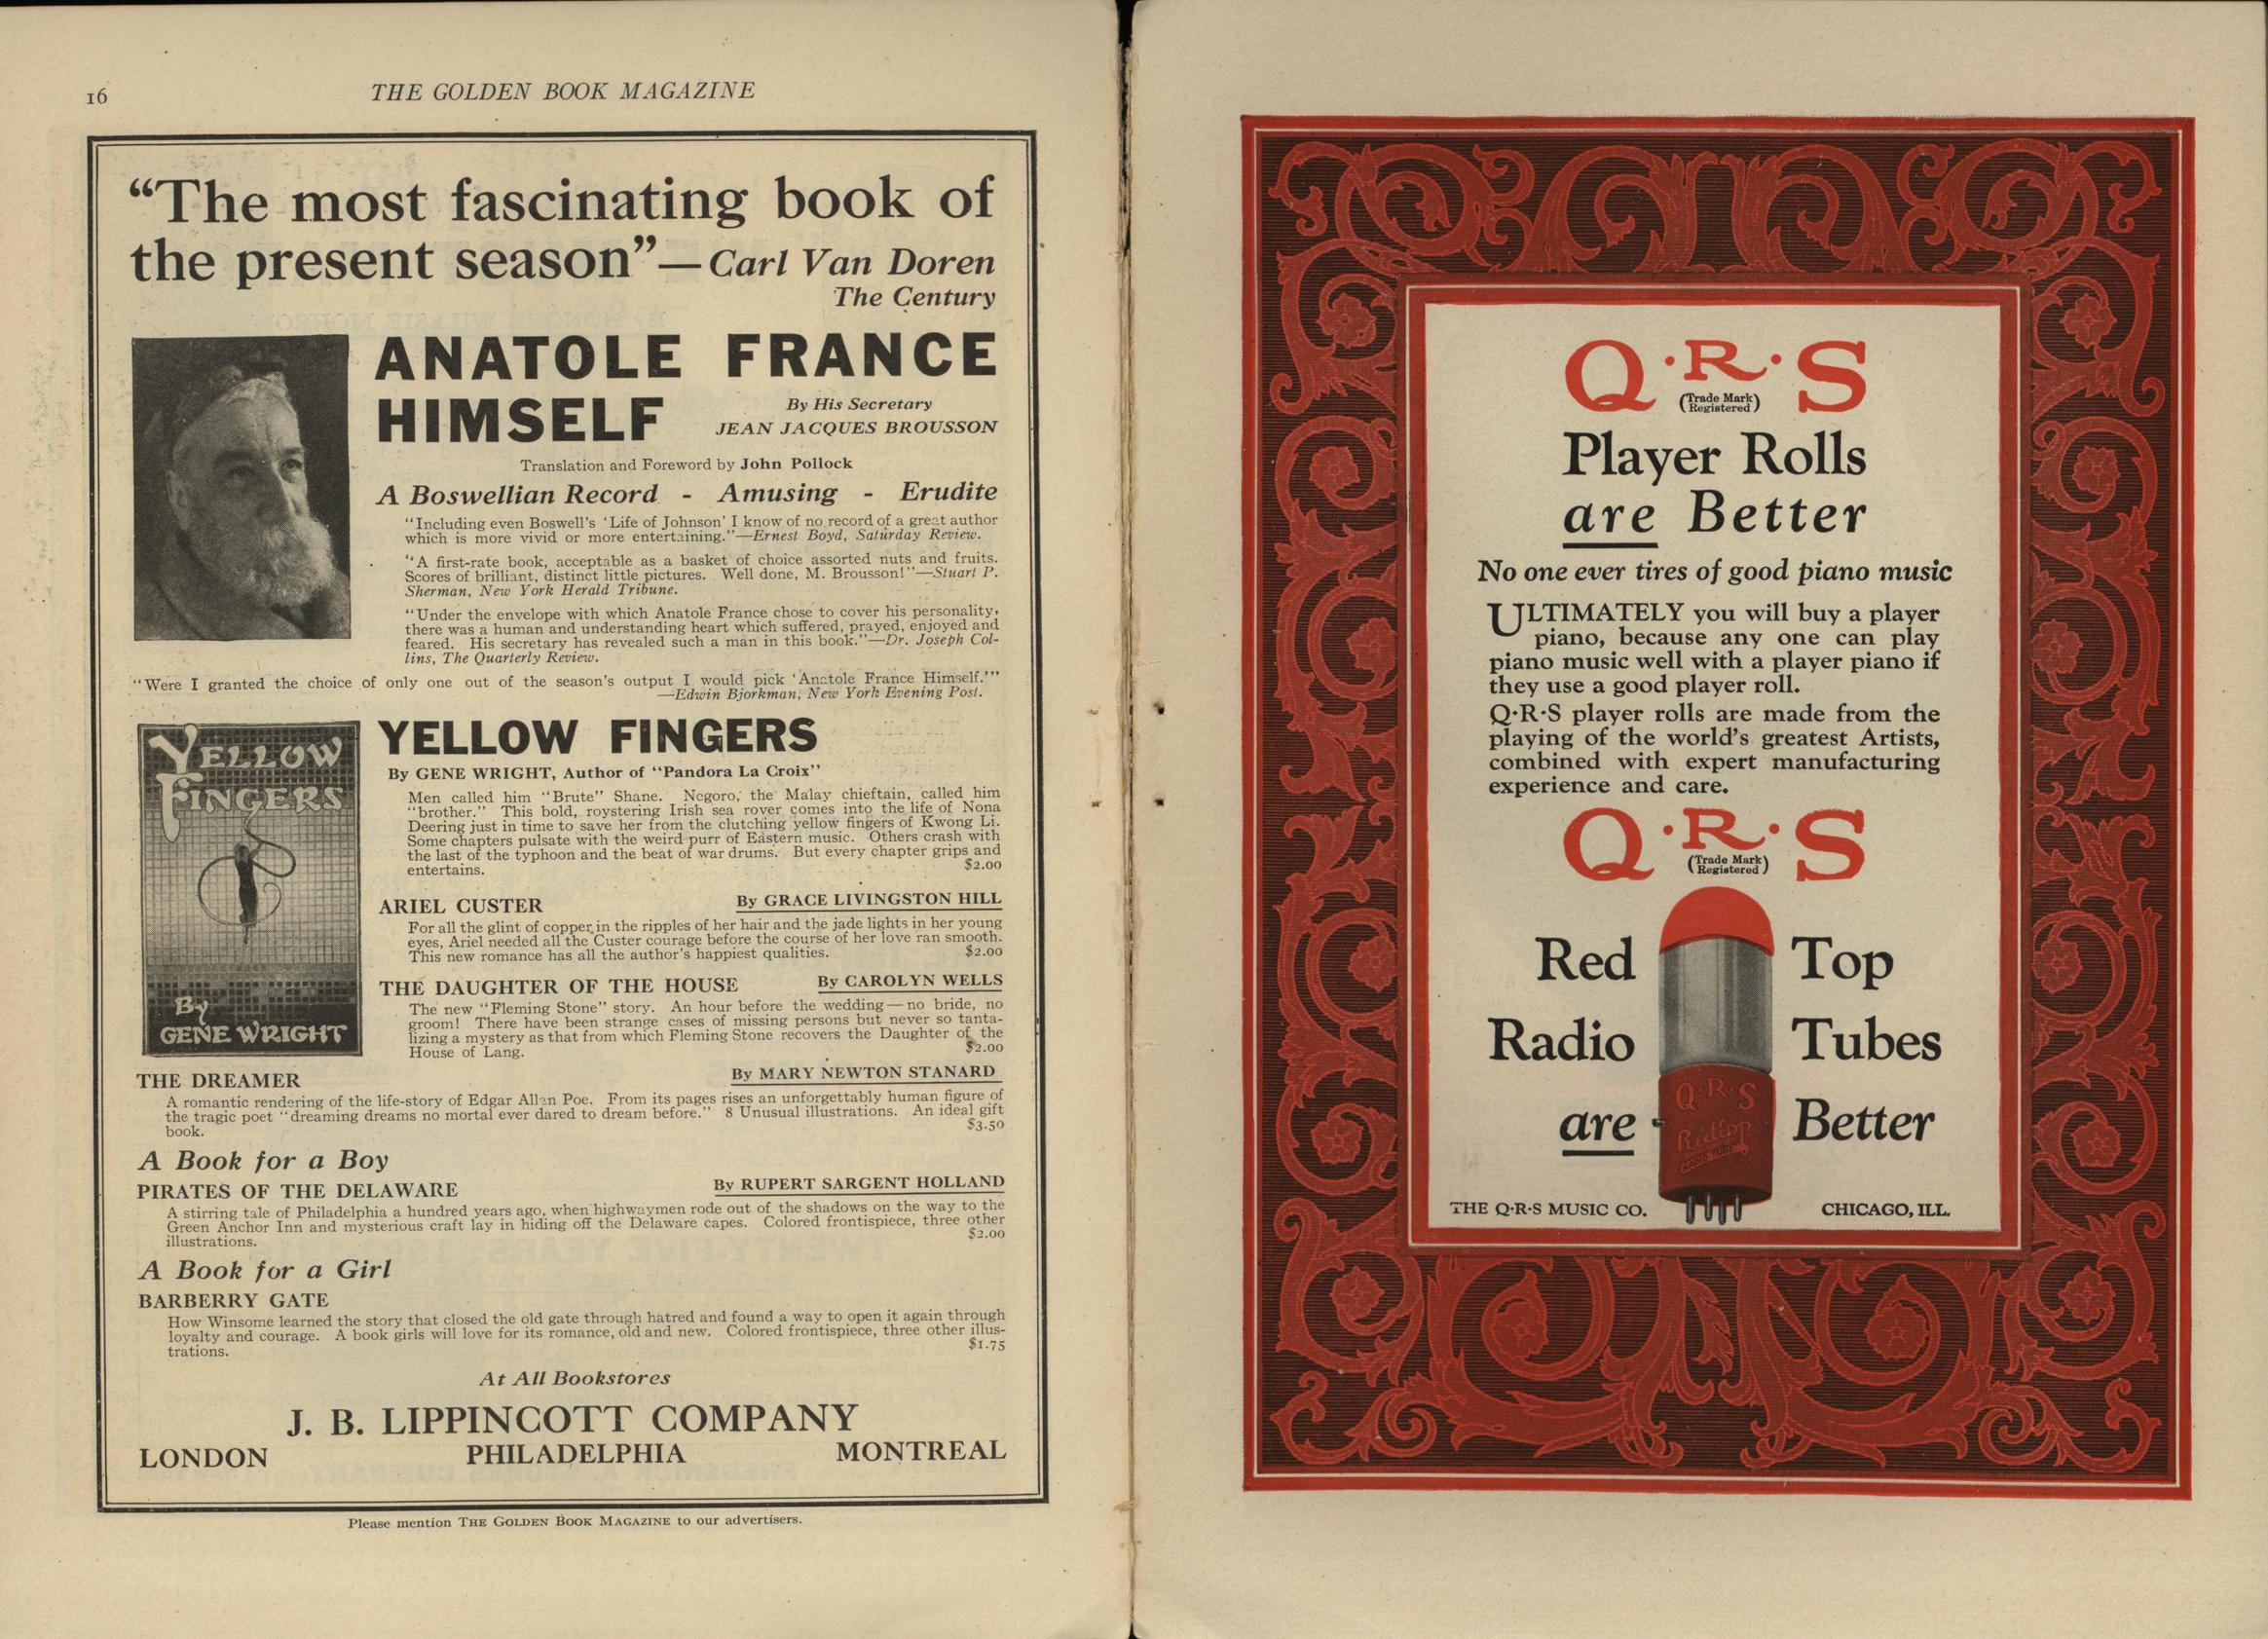 16
THE GOLDEN BOOK MAGAZINE
“The most fascinating book of
the present season”—Carl Van Doren
The Century
ANATOLE FRANCE
HIMSELF
By His Secretary
JEAN JACQUES BROUSSON
Translation and Foreword by John Pollock
A Boswellian Record - Amusing - Erudite
“Including even Boswell’s ‘Life of Johnson’ I know of no record of a great author
which is more vivid or more entertaining.”—Ernest Boyd, Saturday Review.
“A first-rate book, acceptable as a basket of choice assorted nuts and fruits.
Scores of brilliant, distinct little pictures. Well done, M. Brousson!”—Stuart P.
Sherman, New York Herald Tribune.
“Under the envelope with which Anatole France chose to cover his personality,
there was a human and understanding heart which suffered, prayed, enjoyed and
feared. His secretary has revealed such a man in this book.”—Dr. Joseph Col-
lins, The Quarterly Review.
“Were I granted the choice of only one out of the season’s output I would pick ‘Anatole France Himself.’”
—Edwin Bjorkman, New York Evening Post.
YELLOW
FINGERS
By
GENE WRIGHT
YELLOW FINGERS
By GENE WRIGHT, Author of “Pandora La Croix”
Men called him “Brute” Shane. Negoro, the Malay chieftain, called him
“brother.” This bold, roystering Irish sea rover comes into the life of Nona
Deering just in time to save her from the clutching yellow fingers of Kwong Li.
Some chapters pulsate with the weird purr of Eastern music. Others crash with
the last of the typhoon and the beat of war drums. But every chapter grips and
entertains. $2.00
ARIEL CUSTER By GRACE LIVINGSTON HILL
For all the glint of copper in the ripples of her hair and the jade lights in her young
eyes, Ariel needed all the Custer courage before the course of her love ran smooth.
This new romance has all the author’s happiest qualities. $2.00
THE DAUGHTER OF THE HOUSE By CAROLYN WELLS
The new “Fleming Stone” story. An hour before the wedding—no bride, no
groom! There have been strange cases of missing persons but never so tanta-
lizing a mystery as that from which Fleming Stone recovers the Daughter of the
House of Lang. $2.00
THE DREAMER By MARY NEWTON STANARD
A romantic rendering of the life-story of Edgar Allan Poe. From its pages rises an unforgettably human figure of
the tragic poet “dreaming dreams no mortal ever dared to dream before.” 8 Unusual illustrations. An ideal gift
book. $3.50
A Book for a Boy
PIRATES OF THE DELAWARE By RUPERT SARGENT HOLLAND
A stirring tale of Philadelphia a hundred years ago, when highwaymen rode out of the shadows on the way to the
Green Anchor Inn and mysterious craft lay in hiding off the Delaware capes. Colored frontispiece, three other
illustrations. $2.00
A Book for a Girl
BARBERRY GATE
How Winsome learned the story that closed the old gate through hatred and found a way to open it again through
loyalty and courage. A book girls will love for its romance, old and new. Colored frontispiece, three other illus-
trations. $1.75
At All Bookstores
J. B. LIPPINCOTT COMPANY
LONDON PHILADELPHIA MONTREAL
Please mention THE GOLDEN BOOK MAGAZINE to our advertisers.
Q·R·S
(Trade Mark
Registered)
Player Rolls
are Better
No one ever tires of good piano music
ULTIMATELY you will buy a player
piano, because any one can play
piano music well with a player piano if
they use a good player roll.
Q·R·S player rolls are made from the
playing of the world’s greatest Artists,
combined with expert manufacturing
experience and care.
Q·R·S
(Trade Mark
Registered)
Red Top
Radio Tubes
are Better
Q·R·S
Redtop
RADIO TUBE
THE Q·R·S MUSIC CO. CHICAGO, ILL.